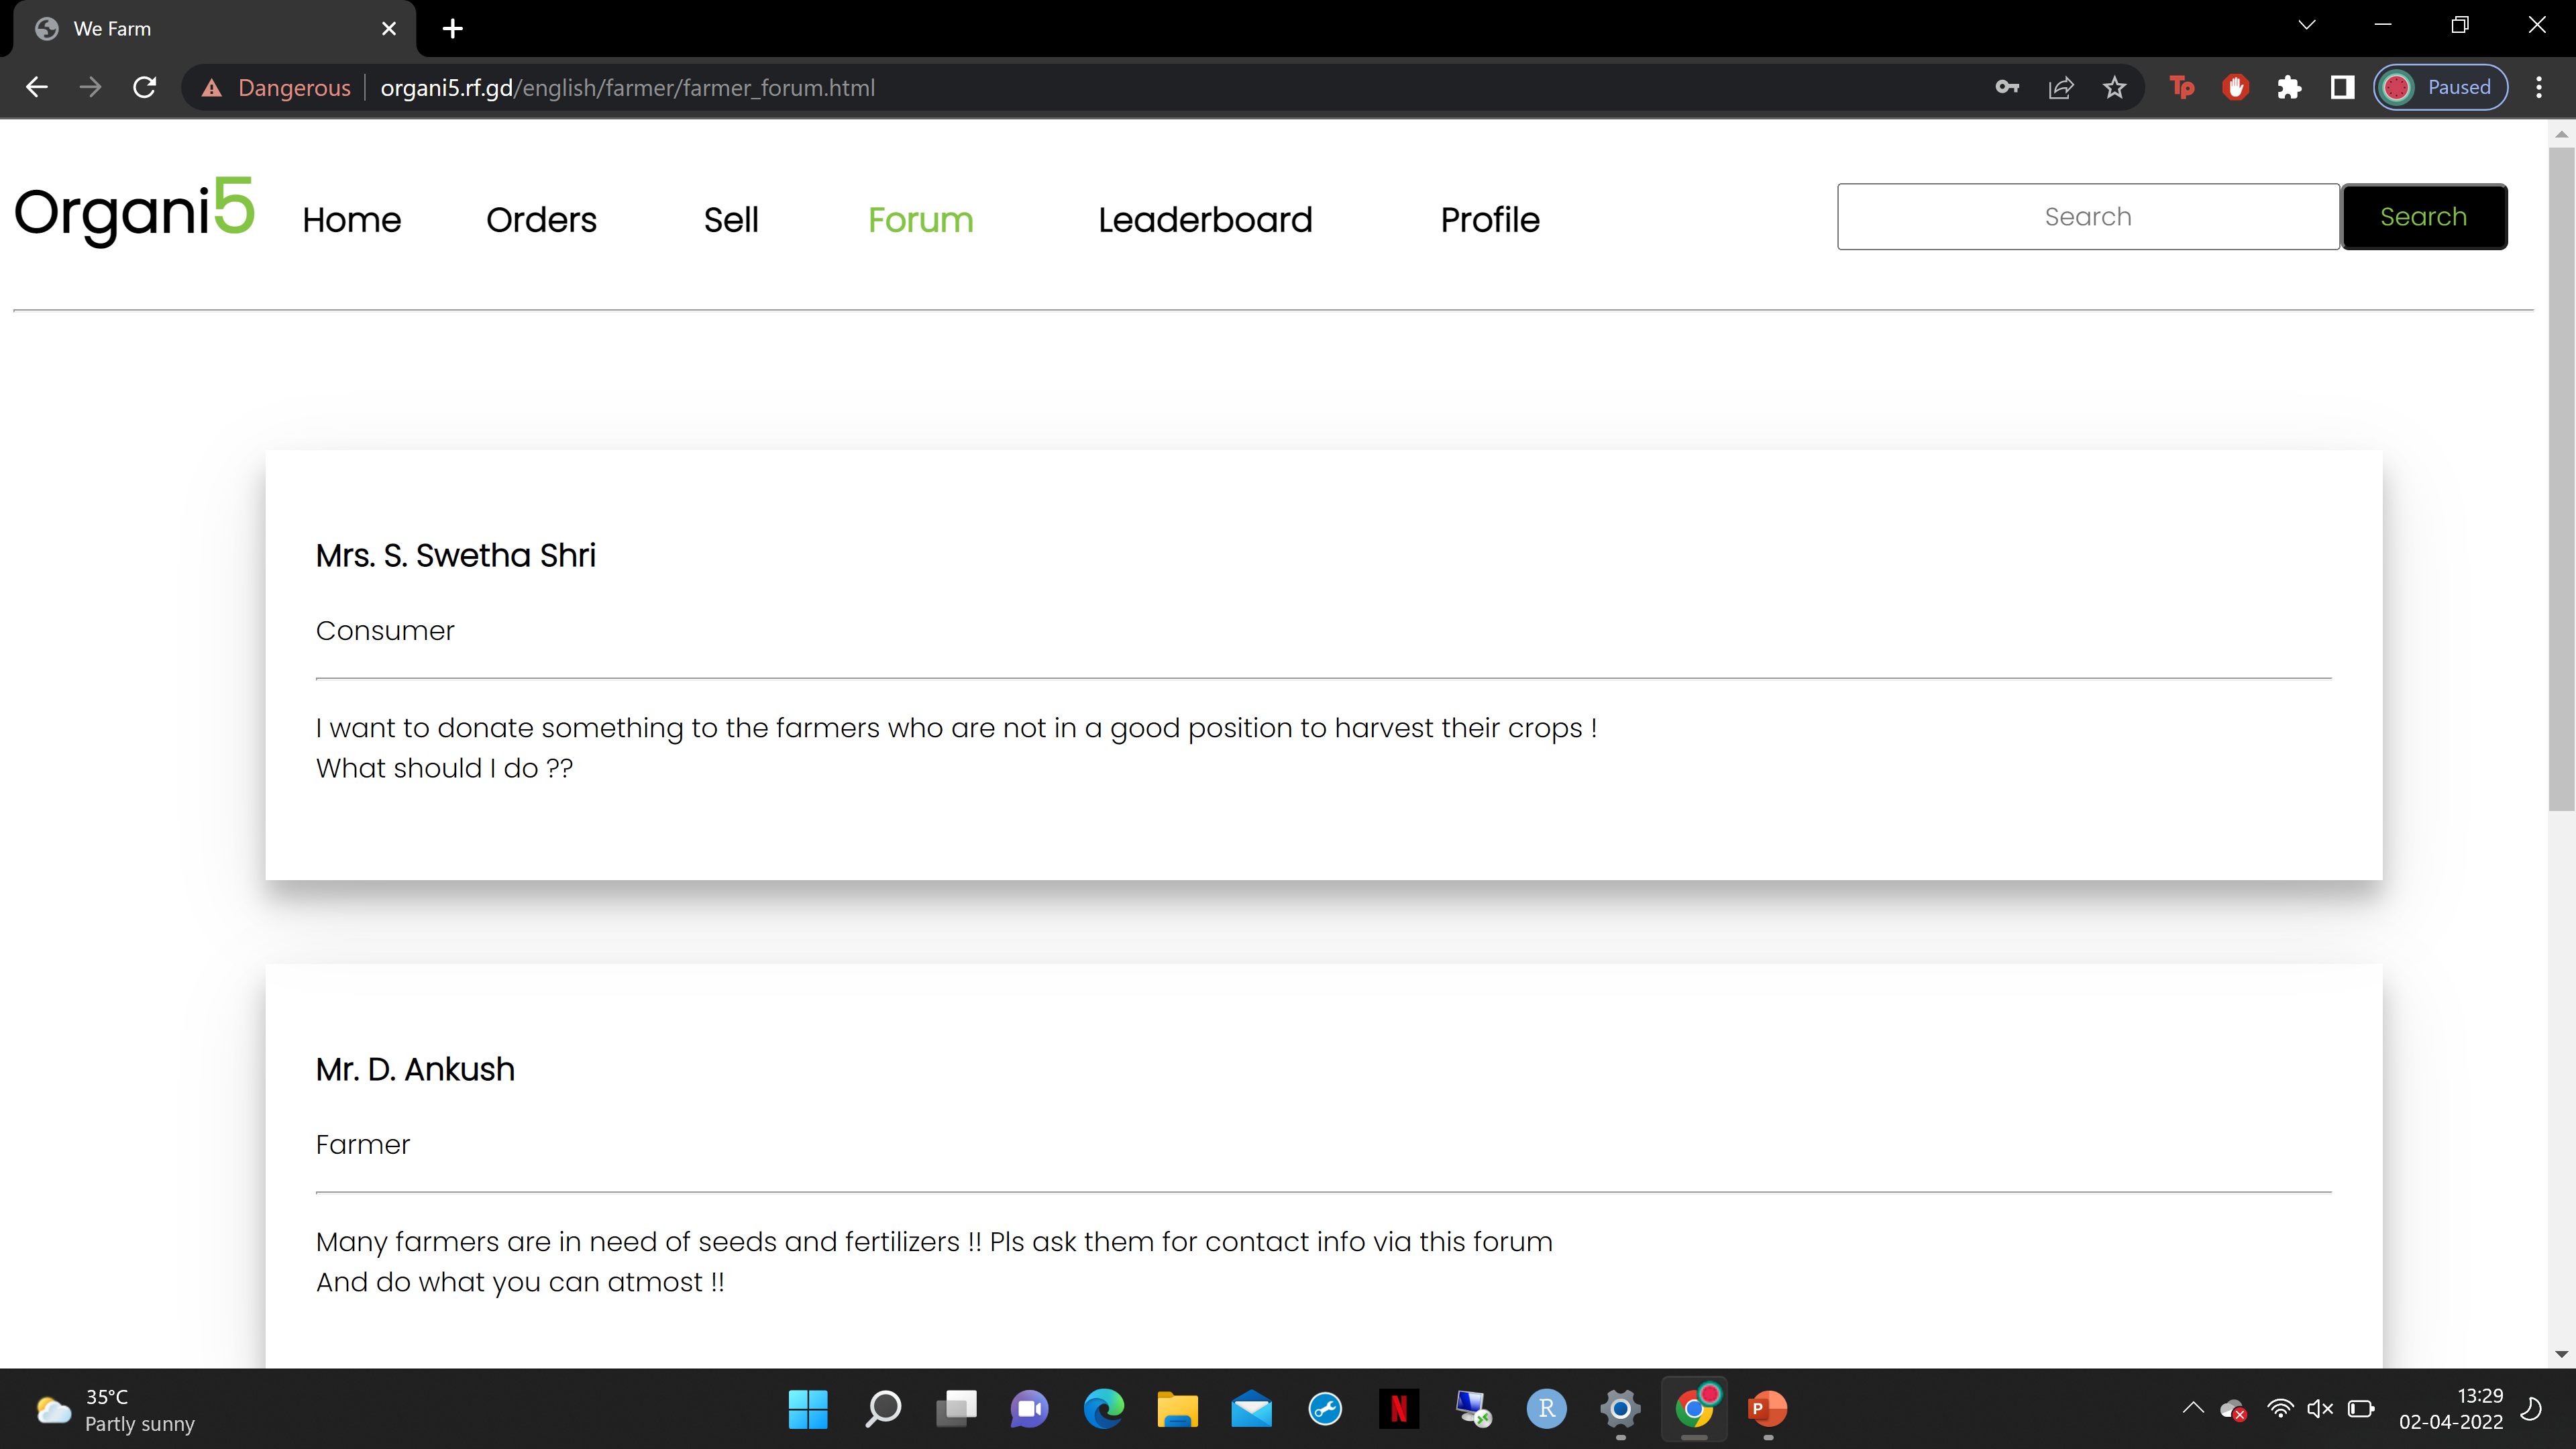 We Farm
Dangerous organi5.rf.gd/english/farmer/farmer_forum.html Tp Paused
Organi5 Home Orders Sell Forum Leaderboard Profile Search Search
Mrs. S. Swetha Shri
Consumer
I want to donate something to the farmers who are not in a good position to harvest their crops !
What should I do ??
Mr. D. Ankush
Farmer
Many farmers are in need of seeds and fertilizers !! Pls ask them for contact info via this forum
And do what you can atmost !!
35°C
Partly sunny
N
R
P
13:29
02-04-2022